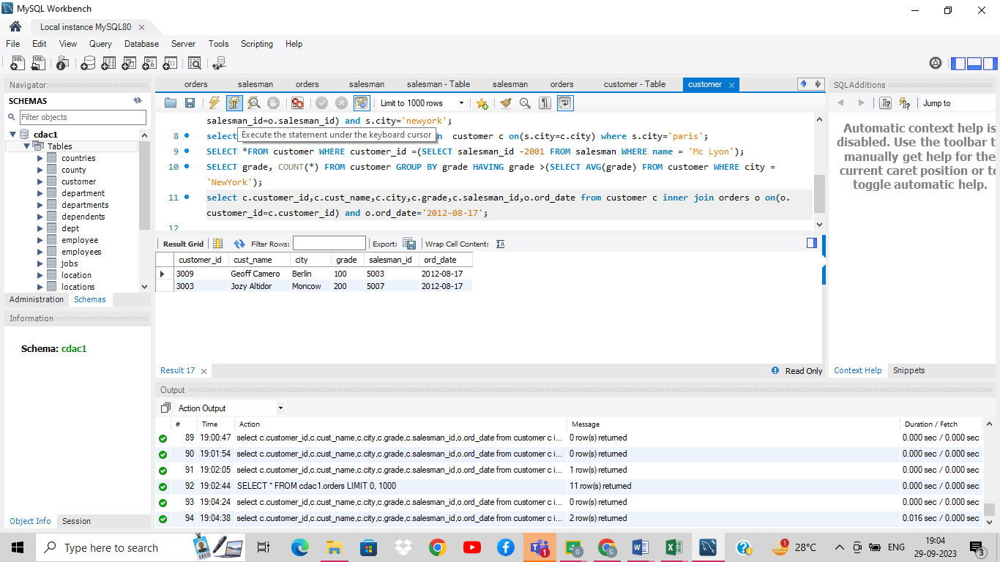 MySQL Workbench
Local instance MySQL80
File Edit View Query Database Server Tools Scripting Help
Navigator
SCHEMAS
Filter objects
cdac1
Tables
countries
county
customer
department
departments
dependents
dept
employee
employees
jobs
location
locations
Administration Schemas
Information
Schema: cdac1
Object Info Session
orders salesman orders salesman salesman - Table salesman orders customer - Table customer
Limit to 1000 rows
salesman_id=o.salesman_id) and s.city='newyork';
8 select n customer c on(s.city=c.city) where s.city='paris';
Execute the statement under the keyboard cursor
9 SELECT *FROM customer WHERE customer_id =(SELECT salesman_id -2001 FROM salesman WHERE name = 'Mc Lyon');
10 SELECT grade, COUNT(*) FROM customer GROUP BY grade HAVING grade >(SELECT AVG(grade) FROM customer WHERE city =
'NewYork');
11 select c.customer_id,c.cust_name,c.city,c.grade,c.salesman_id,o.ord_date from customer c inner join orders o on(o.
customer_id=c.customer_id) and o.ord_date='2012-08-17';
12
Result Grid Filter Rows: Export: Wrap Cell Content:
customer_id cust_name city grade salesman_id ord_date
3009 Geoff Camero Berlin 100 5003 2012-08-17
3003 Jozy Altidor Moncow 200 5007 2012-08-17
Result 17 Read Only
SQLAdditions
Jump to
Automatic context help is
disabled. Use the toolbar t
manually get help for the
current caret position or to
toggle automatic help.
Context Help Snippets
Output
Action Output
# Time Action Message Duration / Fetch
89 19:00:47 select c.customer_id,c.cust_name,c.city,c.grade,c.salesman_id,o.ord_date from customer c i... 0 row(s) returned 0.000 sec / 0.000 sec
90 19:01:54 select c.customer_id,c.cust_name,c.city,c.grade,c.salesman_id,o.ord_date from customer c i... 0 row(s) returned 0.000 sec / 0.000 sec
91 19:02:05 select c.customer_id,c.cust_name,c.city,c.grade,c.salesman_id,o.ord_date from customer c i... 1 row(s) returned 0.000 sec / 0.000 sec
92 19:02:44 SELECT * FROM cdac1.orders LIMIT 0, 1000 11 row(s) returned 0.000 sec / 0.000 sec
93 19:04:24 select c.customer_id,c.cust_name,c.city,c.grade,c.salesman_id,o.ord_date from customer c i... 0 row(s) returned 0.000 sec / 0.000 sec
94 19:04:38 select c.customer_id,c.cust_name,c.city,c.grade,c.salesman_id,o.ord_date from customer c i... 2 row(s) returned 0.016 sec / 0.000 sec
Type here to search
28°C ENG
19:04
29-09-2023
3